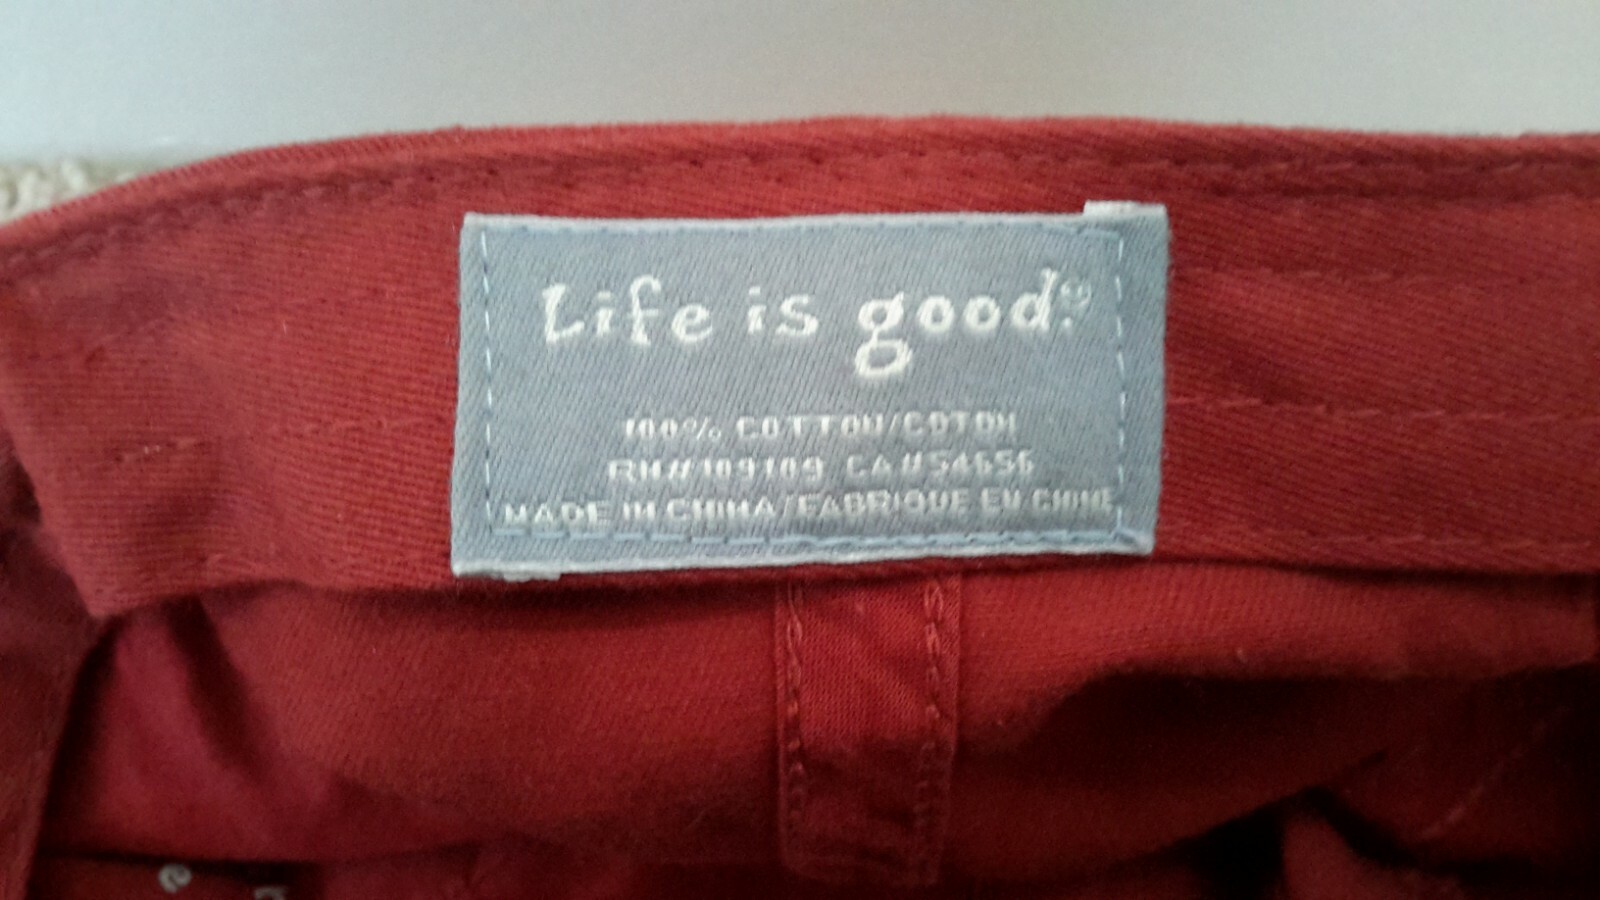 Life is good.®
100% COTTON/COTON
RN#109109 CA#54656
MADE IN CHINA/FABRIQUE EN CHINE
e